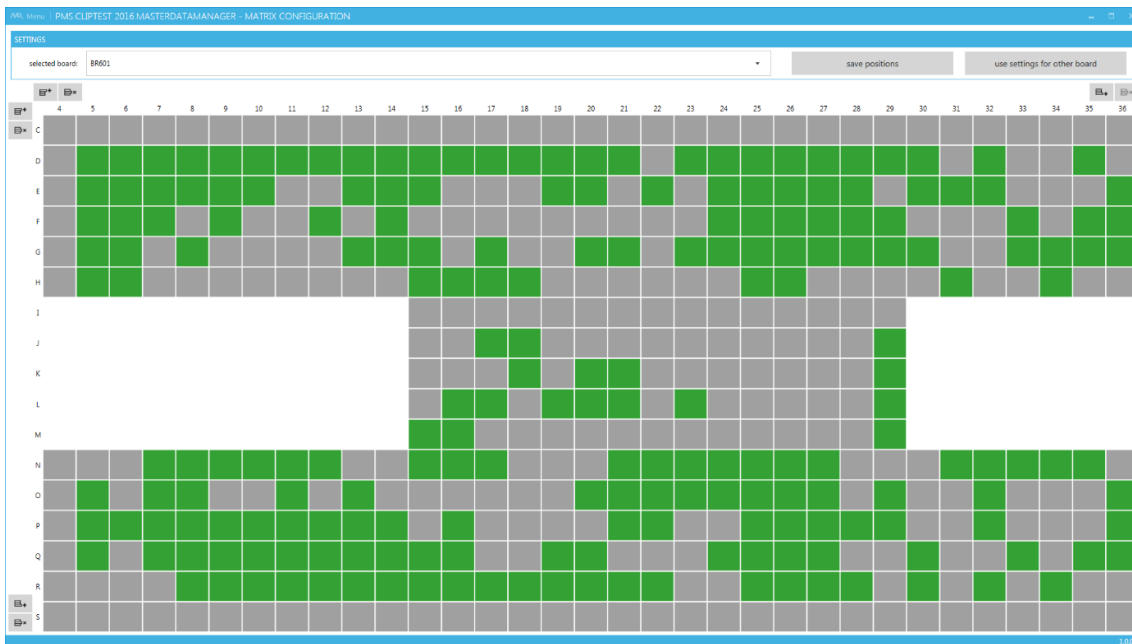 Menu PMS.CLIPTEST 2016.MASTERDATAMANAGER - MATRIX CONFIGURATION
SETTINGS
selected board: BR601 save positions use settings for other board
4 5 6 7 8 9 10 11 12 13 14 15 16 17 18 19 20 21 22 23 24 25 26 27 28 29 30 31 32 33 34 35 36
C
D
E
F
G
H
I
J
K
L
M
N
O
P
Q
R
S